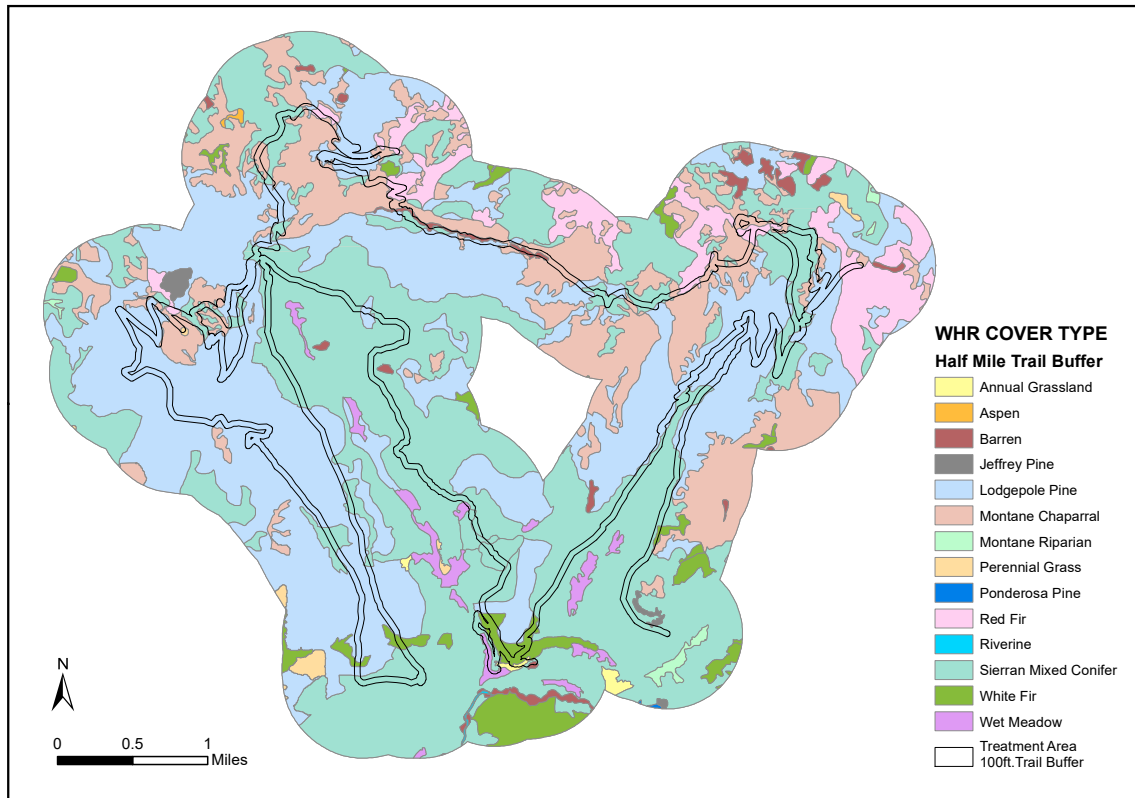 WHR COVER TYPE
Half Mile Trail Buffer
Annual Grassland
Aspen
Barren
Jeffrey Pine
Lodgepole Pine
Montane Chaparral
Montane Riparian
Perennial Grass
Ponderosa Pine
Red Fir
Riverine
Sierran Mixed Conifer
White Fir
Wet Meadow
Treatment Area
100ft.Trail Buffer
N
0 0.5 1
Miles